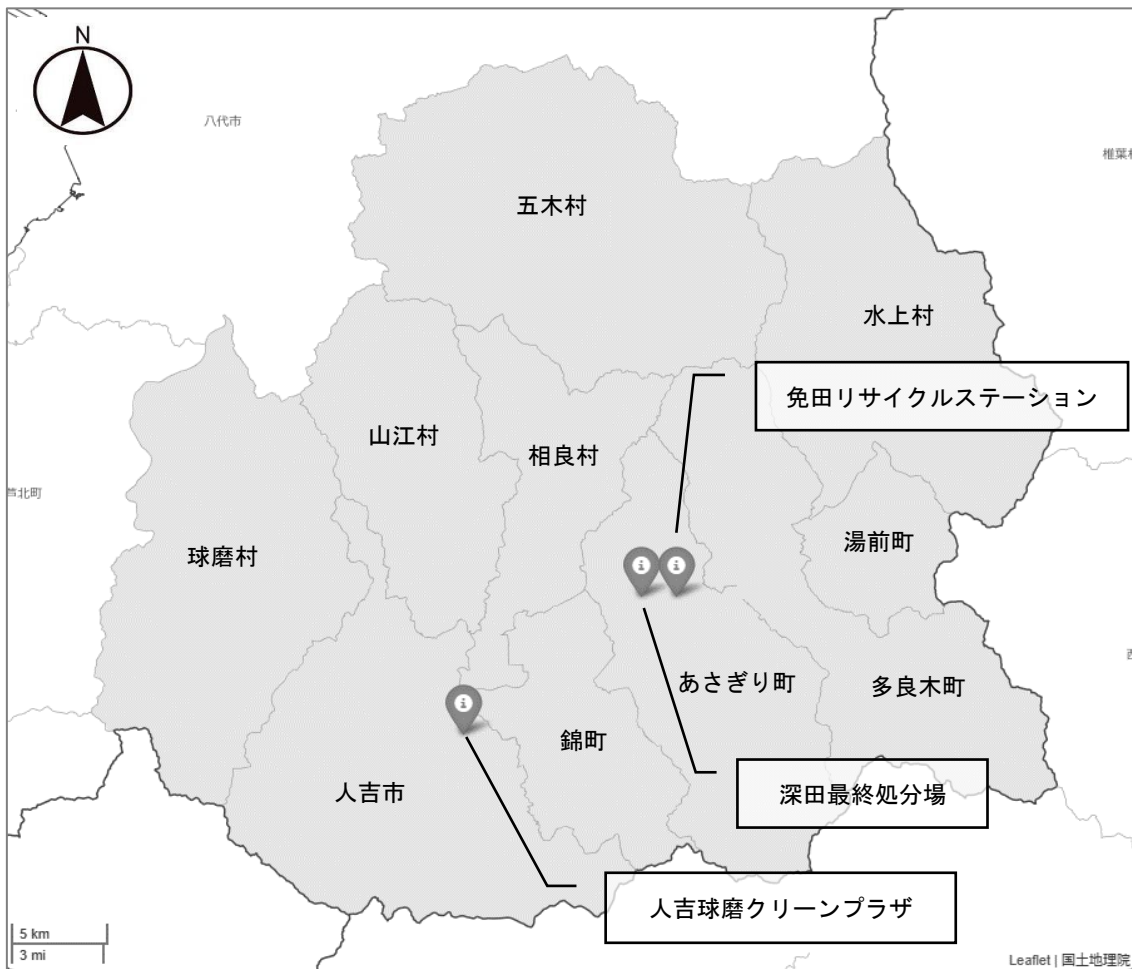 N
八代市
五木村
水上村
免田リサイクルステーション
山江村
相良村
芦北町
球磨村
湯前町
あさぎり町
多良木町
錦町
人吉市
深田最終処分場
人吉球磨クリーンプラザ
5 km
3 mi
Leaflet | 国土地理院